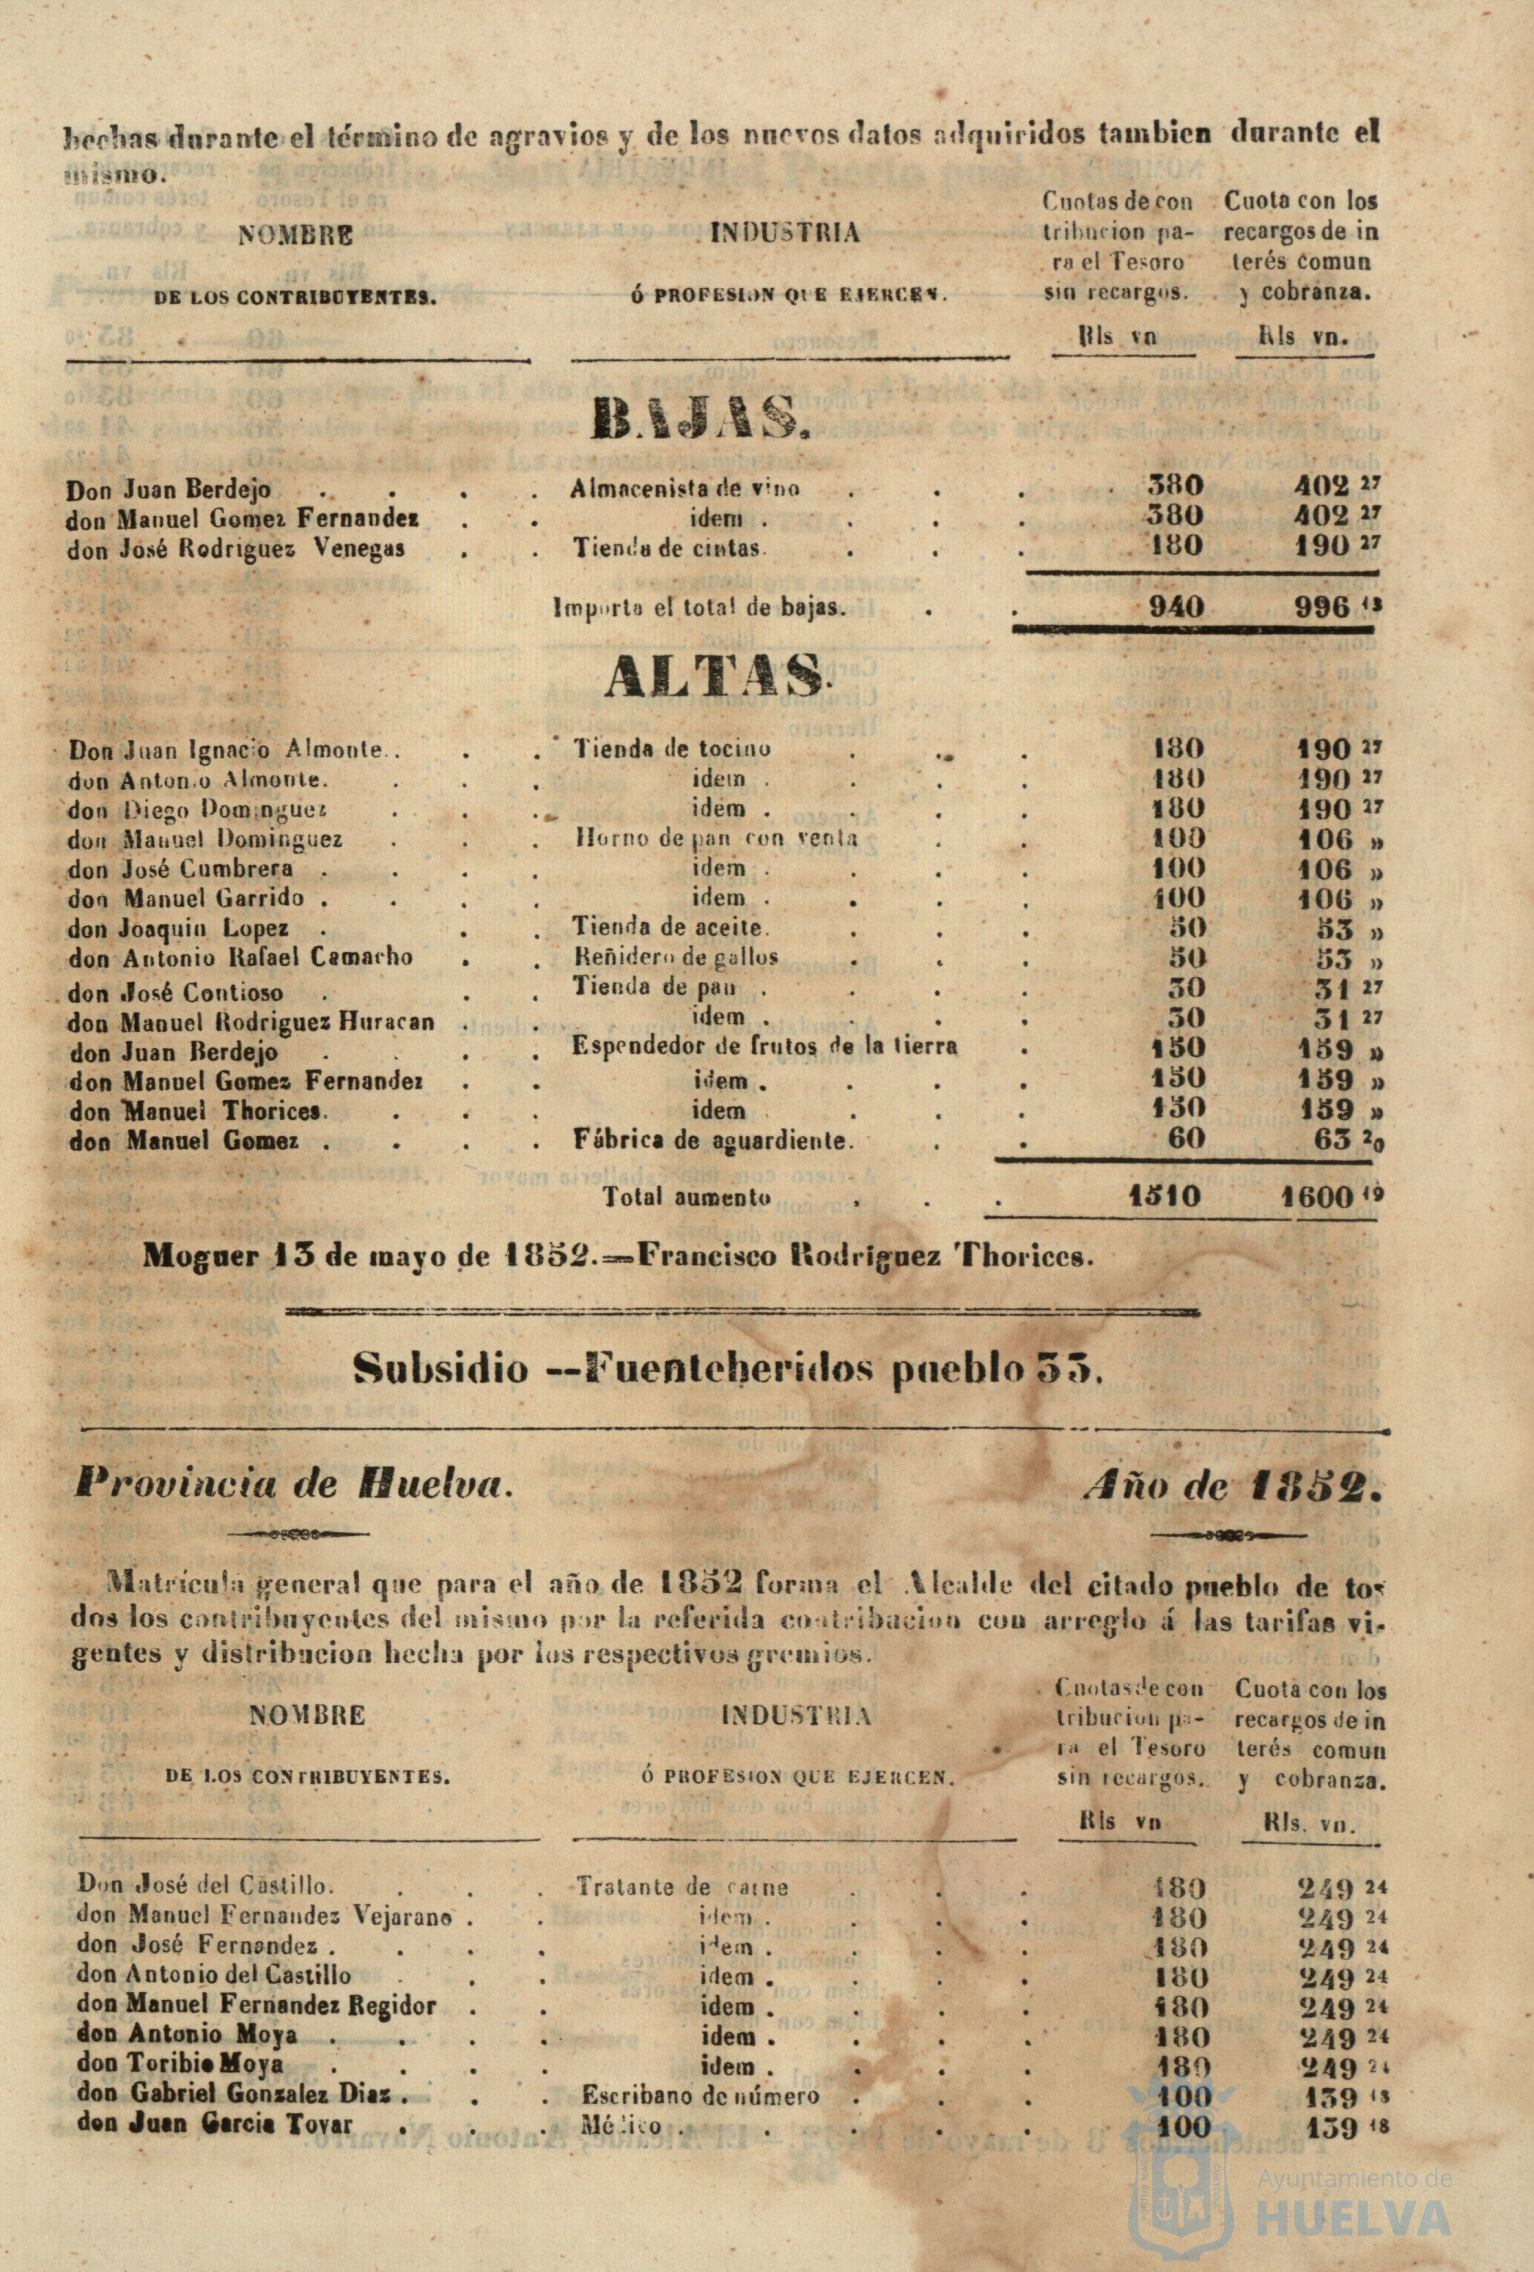 hechas durante el término de agravios y de los nuevos datos adquiridos tambien durante el
mismo.
NOMBRE
DE LOS CONTRIBUYENTES.
INDUSTRIA
Ó PROFESION QUE EJERCEN.
Cuotas de con
tribucion pa-
ra el Tesoro
sin recargos.
Rls vn
Cuota con los
recargos de in
terés comun
y cobranza.
Rls vn.
BAJAS.
Don Juan Berdejo . . . . Almacenista de vino . . . 380 402 27
don Manuel Gomez Fernandez . . idem . . . . 380 402 27
don José Rodriguez Venegas . . Tienda de cintas. . . . 180 190 27
Importa el total de bajas. . . 940 996 13
ALTAS.
Don Juan Ignacio Almonte. . . . Tienda de tocino . . . 180 190 27
don Antonio Almonte. . . . idem . . . . 180 190 27
don Diego Dominguez . . . idem . . . . 180 190 27
don Manuel Dominguez . . . Horno de pan con venta . . 100 106 »
don José Cumbrera . . . . idem . . . . 100 106 »
don Manuel Garrido . . . . idem . . . . 100 106 »
don Joaquin Lopez . . . Tienda de aceite. . . . 50 53 »
don Antonio Rafael Camacho . . Reñidero de gallos . . . 50 53 »
don José Contioso . . . Tienda de pan . . . . 30 31 27
don Manuel Rodriguez Huracan . . idem . . . . 30 31 27
don Juan Berdejo . . . . Espendedor de frutos de la tierra . 150 159 »
don Manuel Gomez Fernandez . . idem . . . . 150 159 »
don Manuel Thorices. . . . idem . . . 150 159 »
don Manuel Gomez . . . . Fábrica de aguardiente. . . 60 63 20
Total aumento . . . 1510 1600 19
Moguer 13 de mayo de 1852.=Francisco Rodriguez Thorices.
Subsidio --Fuenteheridos pueblo 33.
Provincia de Huelva.
Año de 1852.
Matrícula general que para el año de 1852 forma el Alcalde del citado pueblo de to-
dos los contribuyentes del mismo por la referida contribucion con arreglo á las tarifas vi-
gentes y distribucion hecha por los respectivos gremios.
NOMBRE
DE LOS CONTRIBUYENTES.
INDUSTRIA
Ó PROFESION QUE EJERCEN.
Cuotas de con
tribucion pa-
ra el Tesoro
sin recargos.
Rls vn
Cuota con los
recargos de in
terés comun
y cobranza.
Rls. vn.
Don José del Castillo. . . . Tratante de carne . . . 180 249 24
don Manuel Fernandez Vejarano . . idem . . . . 180 249 24
don José Fernandez . . . . idem . . . . 180 249 24
don Antonio del Castillo . . . idem . . . . 180 249 24
don Manuel Fernandez Regidor . . idem . . . . 180 249 24
don Antonio Moya . . . . idem . . . . 180 249 24
don Toribio Moya . . . . idem . . . . 180 249 24
don Gabriel Gonzalez Diaz . . . Escribano de número . . . 100 139 18
don Juan Garcia Tovar . . . Médico . . . . . 100 139 18
Ayuntamiento de
HUELVA